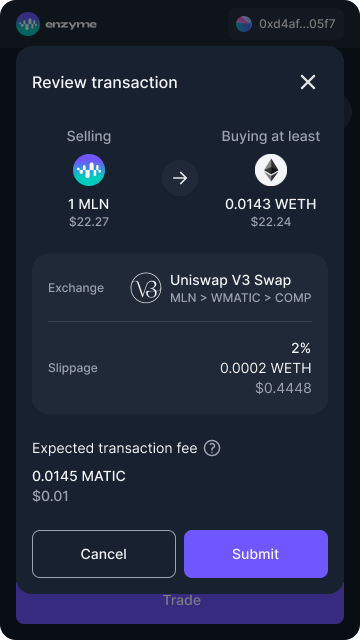 enzyme
0xd4af...05f7
Review transaction
Selling
Buying at least
1 MLN
0.0143 WETH
$22.27
$22.24
Exchange
V3
Uniswap V3 Swap
MLN > WMATIC > COMP
2%
Slippage
0.0002 WETH
$0.4448
Expected transaction fee ?
0.0145 MATIC
$0.01
Cancel
Submit
Trade